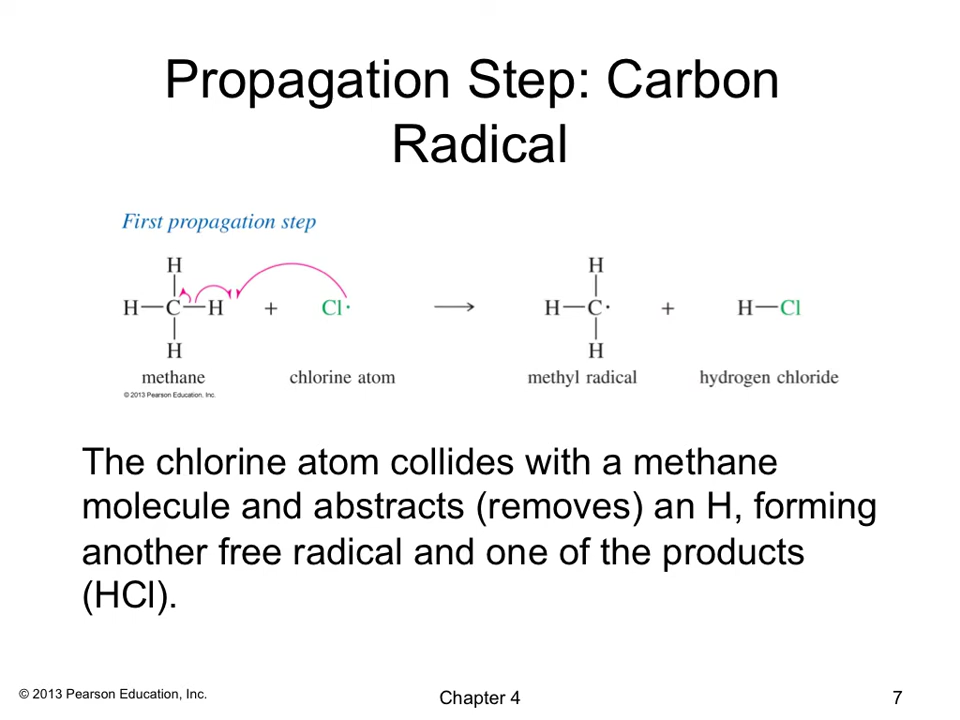 Propagation Step: Carbon
Radical
First propagation step
H
H—C—H + Cl· ⟶ H—C· + H—Cl
H
H
H
methane chlorine atom methyl radical hydrogen chloride
© 2013 Pearson Education, Inc.
The chlorine atom collides with a methane
molecule and abstracts (removes) an H, forming
another free radical and one of the products
(HCl).
© 2013 Pearson Education, Inc. Chapter 4 7